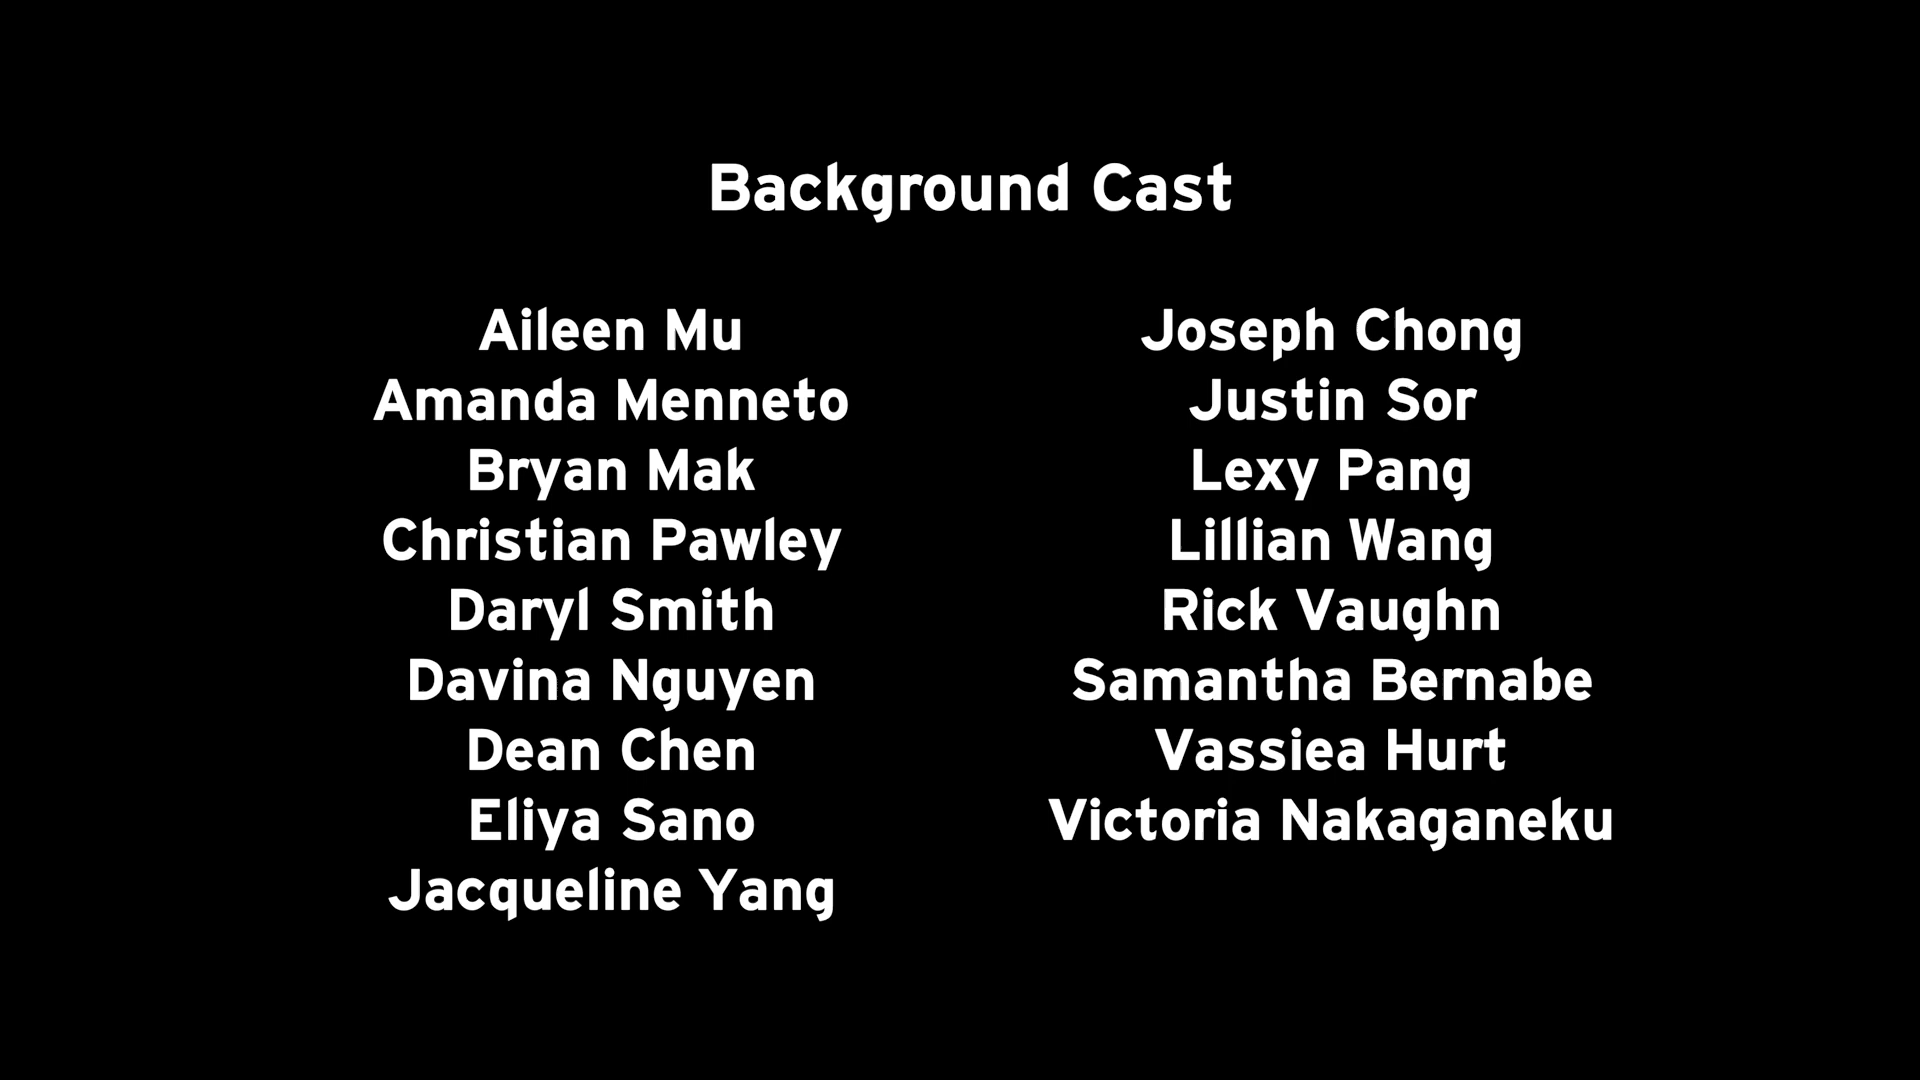 Background Cast
Aileen Mu
Amanda Menneto
Bryan Mak
Christian Pawley
Daryl Smith
Davina Nguyen
Dean Chen
Eliya Sano
Jacqueline Yang
Joseph Chong
Justin Sor
Lexy Pang
Lillian Wang
Rick Vaughn
Samantha Bernabe
Vassiea Hurt
Victoria Nakaganeku